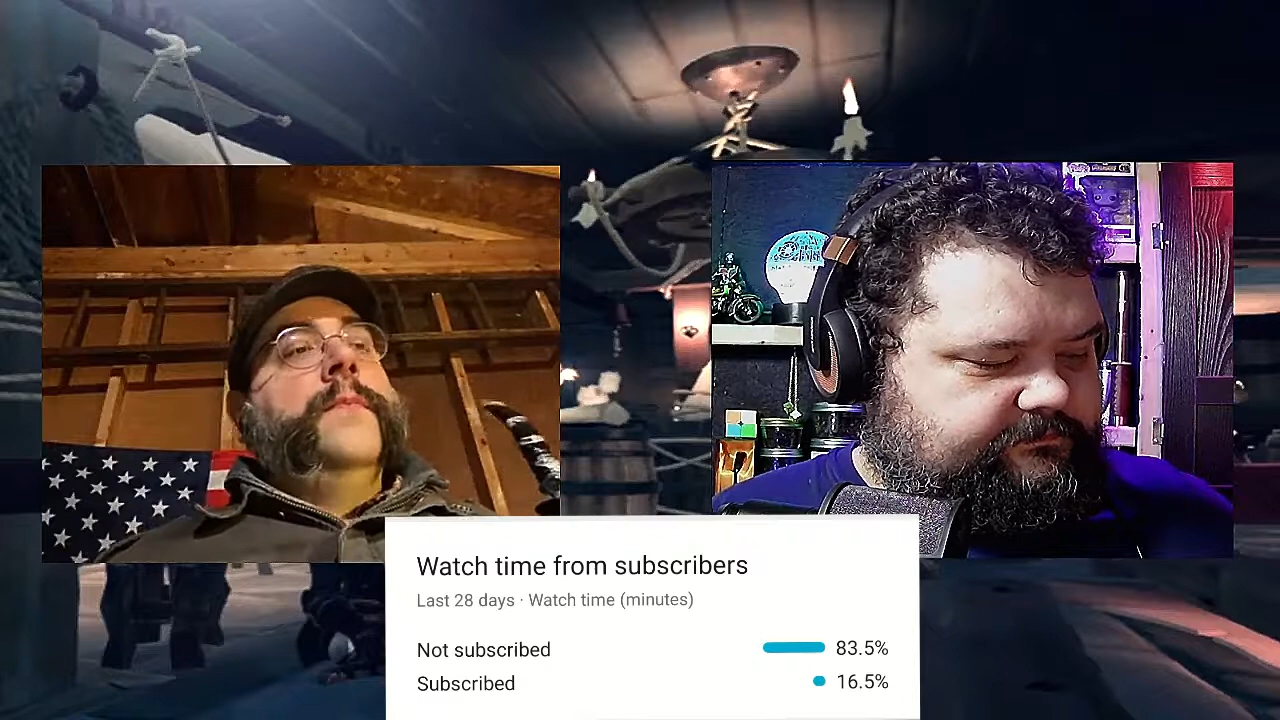 Watch time from subscribers
Last 28 days · Watch time (minutes)
Not subscribed 83.5%
Subscribed 16.5%